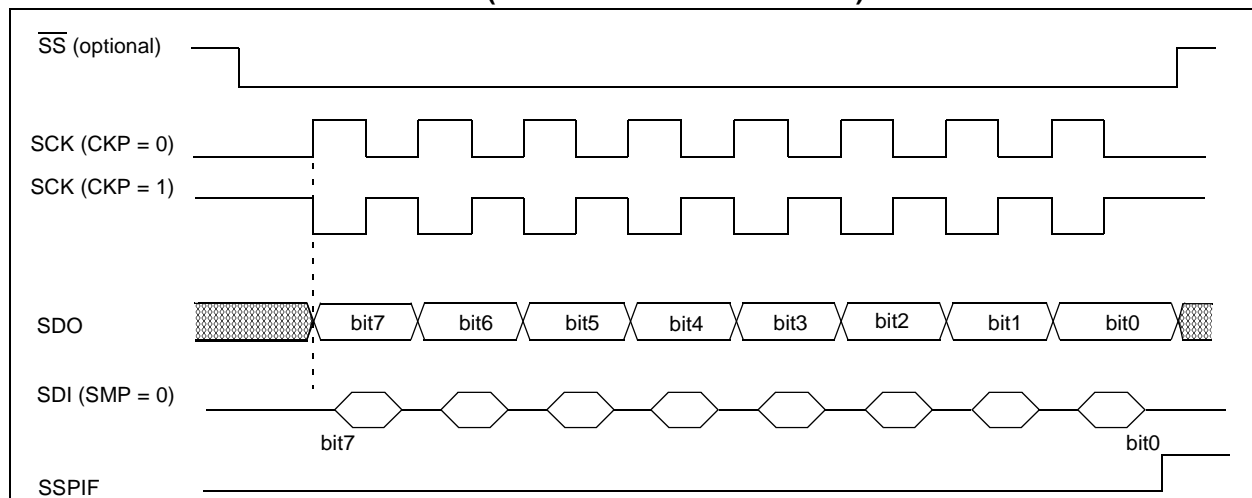 SS (optional)
SCK (CKP = 0)
SCK (CKP = 1)
SDO bit7 bit6 bit5 bit4 bit3 bit2 bit1 bit0
SDI (SMP = 0)
bit7 bit0
SSPIF